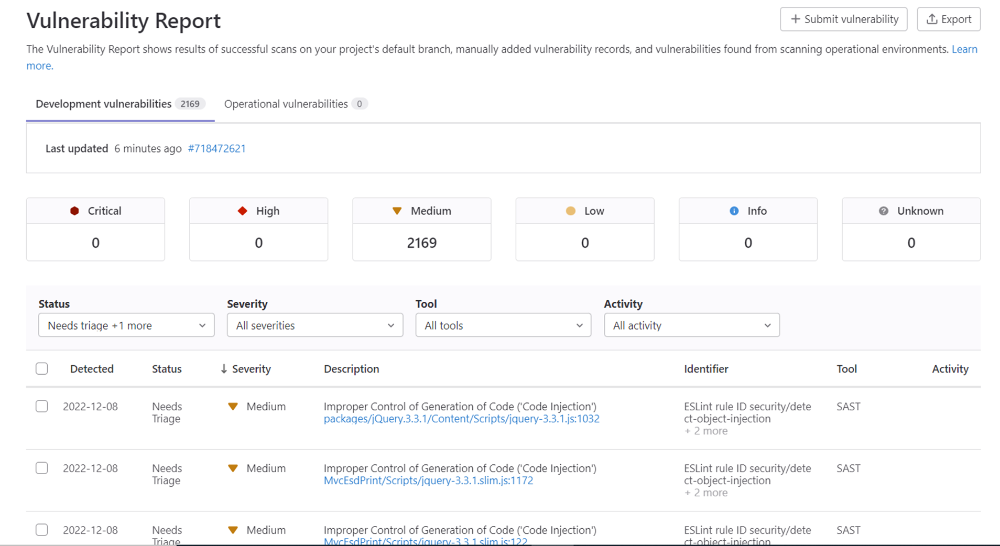 Vulnerability Report
+ Submit vulnerability
Export
The Vulnerability Report shows results of successful scans on your project's default branch, manually added vulnerability records, and vulnerabilities found from scanning operational environments. Learn
more.
Development vulnerabilities 2169 Operational vulnerabilities 0
Last updated 6 minutes ago #718472621
Critical High Medium Low Info Unknown
0 0 2169 0 0 0
Status Severity Tool Activity
Needs triage +1 more All severities All tools All activity
Detected Status ↓ Severity Description Identifier Tool Activity
2022-12-08 Needs Medium Improper Control of Generation of Code ('Code Injection') ESLint rule ID security/dete SAST
Triage packages/jQuery.3.3.1/Content/Scripts/jquery-3.3.1.js:1032 ct-object-injection
+ 2 more
2022-12-08 Needs Medium Improper Control of Generation of Code ('Code Injection') ESLint rule ID security/dete SAST
Triage MvcEsdPrint/Scripts/jquery-3.3.1.slim.js:1172 ct-object-injection
+ 2 more
2022-12-08 Needs Medium Improper Control of Generation of Code ('Code Injection') ESLint rule ID security/dete SAST
Triage MvcEsdPrint/Scripts/jquery-3.3.1.slim.js:122 ct-object-injection